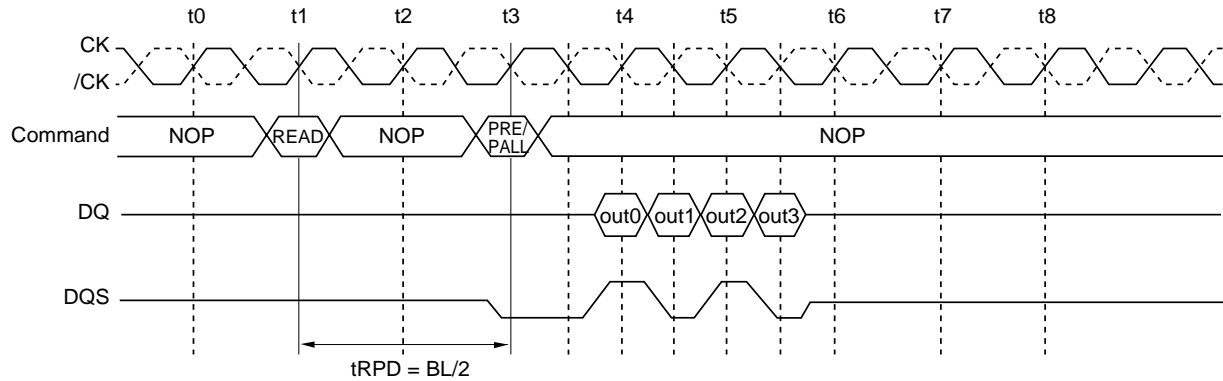 t0 t1 t2 t3 t4 t5 t6 t7 t8
CK
/CK
Command NOP READ NOP PRE/ PALL NOP
DQ out0 out1 out2 out3
DQS
tRPD = BL/2